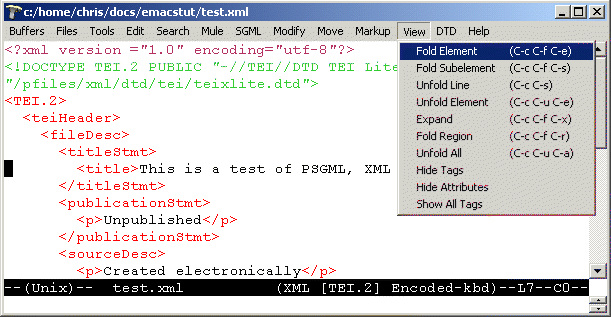 Buffers: /home/chris/docs/emacstut/test.xml
Buffers Files Tools Edit Search Mule SGML Modify Move Markup View DTD Help
<?xml version ="1.0" encoding="utf-8"?>
<!DOCTYPE TEI.2 PUBLIC "-//TEI//DTD TEI Lite
"/pfiles/xml/dtd/tei/teixlite.dtd">
<TEI.2>
<teiHeader>
<fileDesc>
<titleStmt>
<title>This is a test of PSGML, XML
</titleStmt>
<publicationStmt>
<p>Unpublished</p>
</publicationStmt>
<sourceDesc>
<p>Created electronically</p>
--(Unix)-- test.xml (XML [TEI.2] Encoded-kbd)--L7--C0--
Fold Element (C-c C-f C-e)
Fold Subelement (C-c C-f C-s)
Unfold Line (C-c C-s)
Unfold Element (C-c C-u C-e)
Expand (C-c C-f C-x)
Fold Region (C-c C-f C-r)
Unfold All (C-c C-u C-a)
Hide Tags
Hide Attributes
Show All Tags